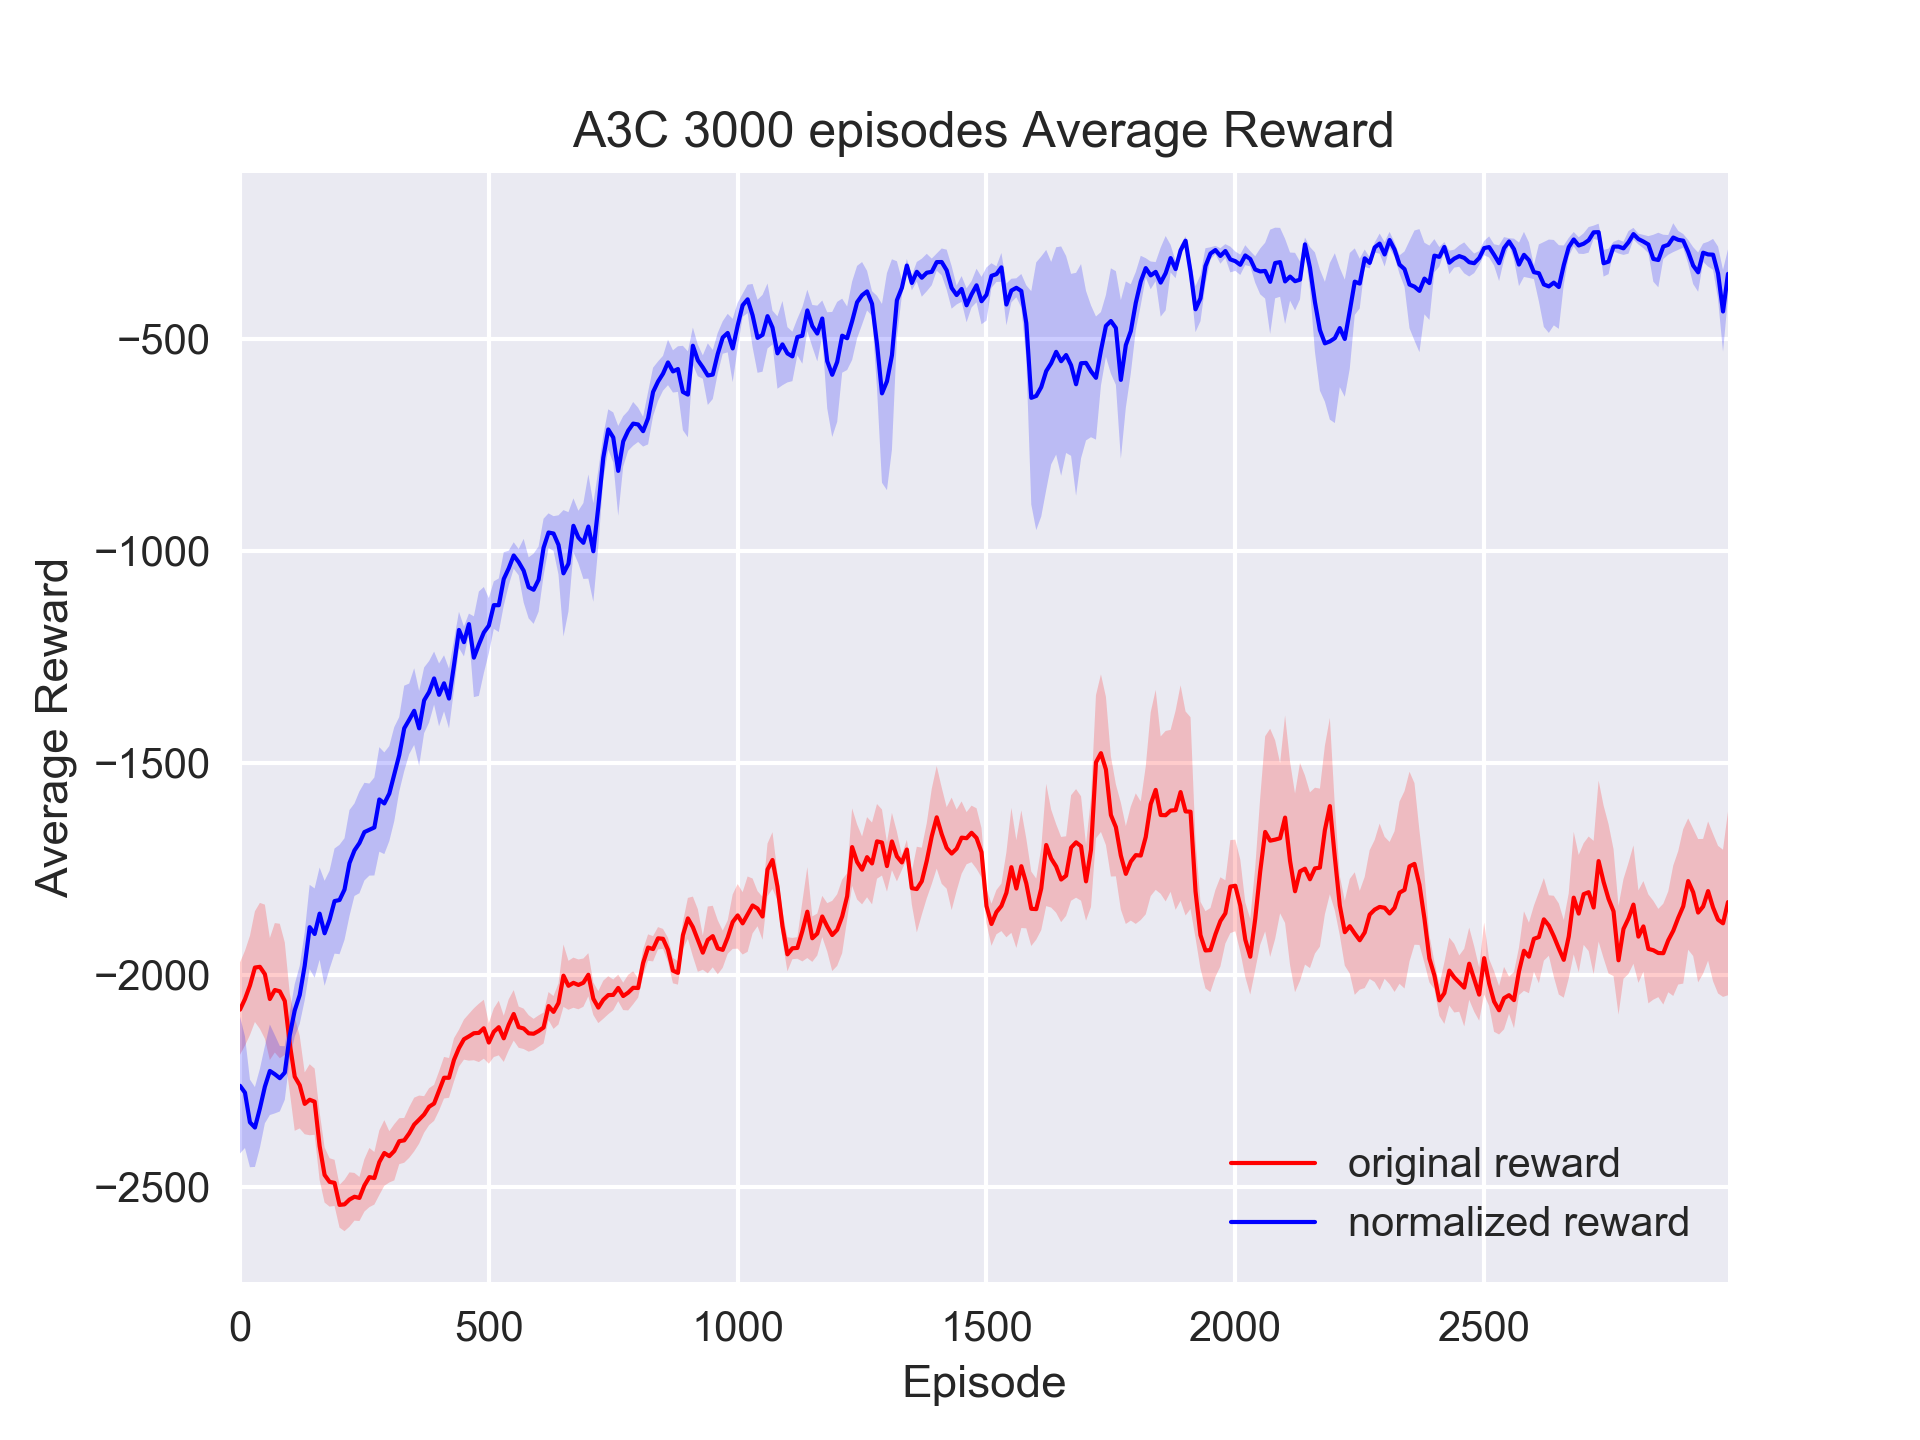 A3C 3000 episodes Average Reward
Average Reward
−500
−1000
−1500
−2000
−2500
original reward
normalized reward
0 500 1000 1500 2000 2500
Episode